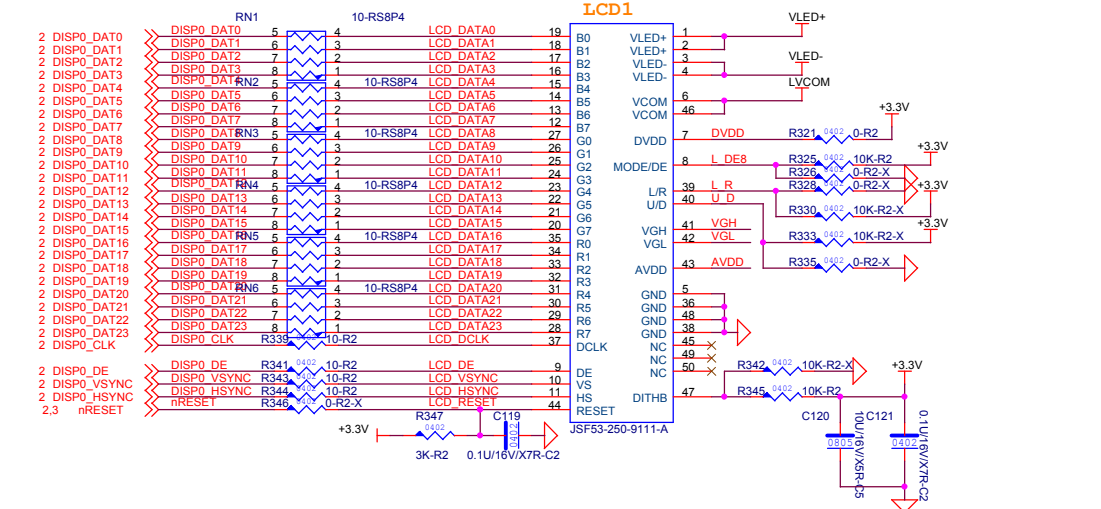 LCD1
RN1 10-RS8P4 VLED+
2 DISP0_DAT0 DISP0_DAT0 5 4 LCD_DATA0 19 B0 VLED+ 1
2 DISP0_DAT1 DISP0_DAT1 6 3 LCD_DATA1 18 B1 VLED+ 2
2 DISP0_DAT2 DISP0_DAT2 7 2 LCD_DATA2 17 B2 VLED- 3 VLED-
2 DISP0_DAT3 DISP0_DAT3 8 1 LCD_DATA3 16 B3 VLED- 4
2 DISP0_DAT4 RN2 5 4 10-RS8P4 LCD_DATA4 15 B4 LVCOM
2 DISP0_DAT5 DISP0_DAT5 6 3 LCD_DATA5 14 B5 VCOM 6
2 DISP0_DAT6 DISP0_DAT6 7 2 LCD_DATA6 13 B6 VCOM 46
2 DISP0_DAT7 DISP0_DAT7 8 1 LCD_DATA7 12 B7 +3.3V
2 DISP0_DAT8 RN3 5 4 10-RS8P4 LCD_DATA8 27 G0 DVDD 7 DVDD R321 0402 0-R2
2 DISP0_DAT9 DISP0_DAT9 6 3 LCD_DATA9 26 G1 +3.3V
2 DISP0_DAT10 DISP0_DAT10 7 2 LCD_DATA10 25 G2 MODE/DE 8 L_DE8 R325 0402 10K-R2
2 DISP0_DAT11 DISP0_DAT11 8 1 LCD_DATA11 24 G3 R326 0402 0-R2-X
2 DISP0_DAT12 RN4 5 4 10-RS8P4 LCD_DATA12 23 G4 L/R 39 L_R R328 0402 0-R2-X +3.3V
2 DISP0_DAT13 DISP0_DAT13 6 3 LCD_DATA13 22 G5 U/D 40 U_D
2 DISP0_DAT14 DISP0_DAT14 7 2 LCD_DATA14 21 G6 R330 0402 10K-R2-X
2 DISP0_DAT15 DISP0_DAT15 8 1 LCD_DATA15 20 G7 VGH 41 VGH +3.3V
2 DISP0_DAT16 RN5 5 4 10-RS8P4 LCD_DATA16 35 R0 VGL 42 VGL R333 0402 10K-R2-X
2 DISP0_DAT17 DISP0_DAT17 6 3 LCD_DATA17 34 R1
2 DISP0_DAT18 DISP0_DAT18 7 2 LCD_DATA18 33 R2 AVDD 43 AVDD R335 0402 0-R2-X
2 DISP0_DAT19 DISP0_DAT19 8 1 LCD_DATA19 32 R3
2 DISP0_DAT20 RN6 5 4 10-RS8P4 LCD_DATA20 31 R4 GND 5
2 DISP0_DAT21 DISP0_DAT21 6 3 LCD_DATA21 30 R5 GND 36
2 DISP0_DAT22 DISP0_DAT22 7 2 LCD_DATA22 29 R6 GND 48
2 DISP0_DAT23 DISP0_DAT23 8 1 LCD_DATA23 28 R7 GND 38
2 DISP0_CLK DISP0_CLK R339 0402 10-R2 LCD_DCLK 37 DCLK NC 45
NC 49
2 DISP0_DE DISP0_DE R341 0402 10-R2 LCD_DE 9 DE NC 50 R342 0402 10K-R2-X +3.3V
2 DISP0_VSYNC DISP0_VSYNC R343 0402 10-R2 LCD_VSYNC 10 VS
2 DISP0_HSYNC DISP0_HSYNC R344 0402 10-R2 LCD_HSYNC 11 HS DITHB 47 R345 0402 10K-R2
2,3 nRESET nRESET R346 0402 0-R2-X LCD_RESET 44 RESET
R347 C119 C120 C121
+3.3V 0402 0402 JSF53-250-9111-A 0805 10U/16V/X5R-C5 0402 0.1U/16V/X7R-C2
3K-R2 0.1U/16V/X7R-C2